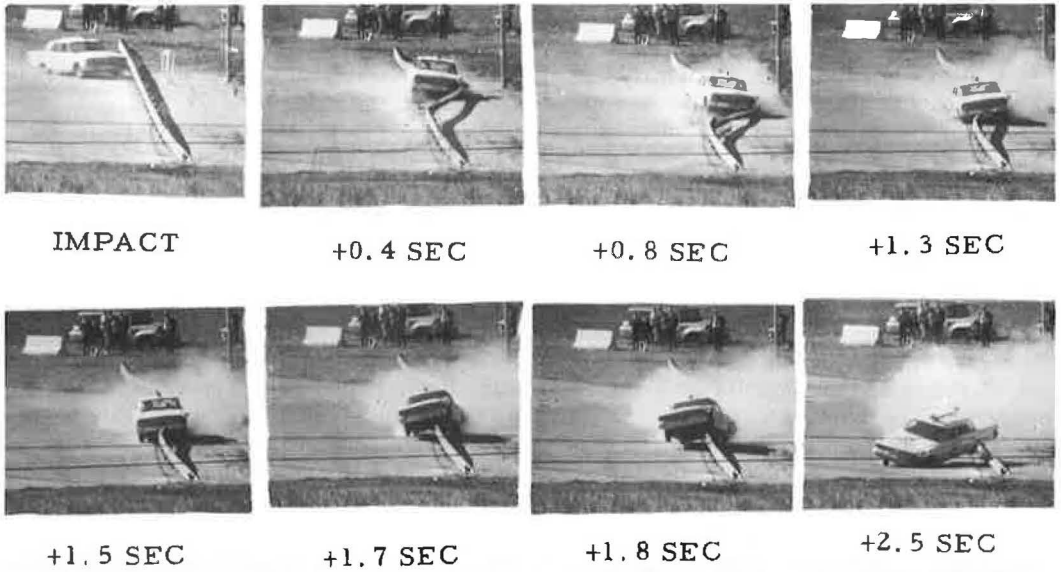 IMPACT
+0.4 SEC
+0.8 SEC
+1.3 SEC
+1.5 SEC
+1.7 SEC
+1.8 SEC
+2.5 SEC